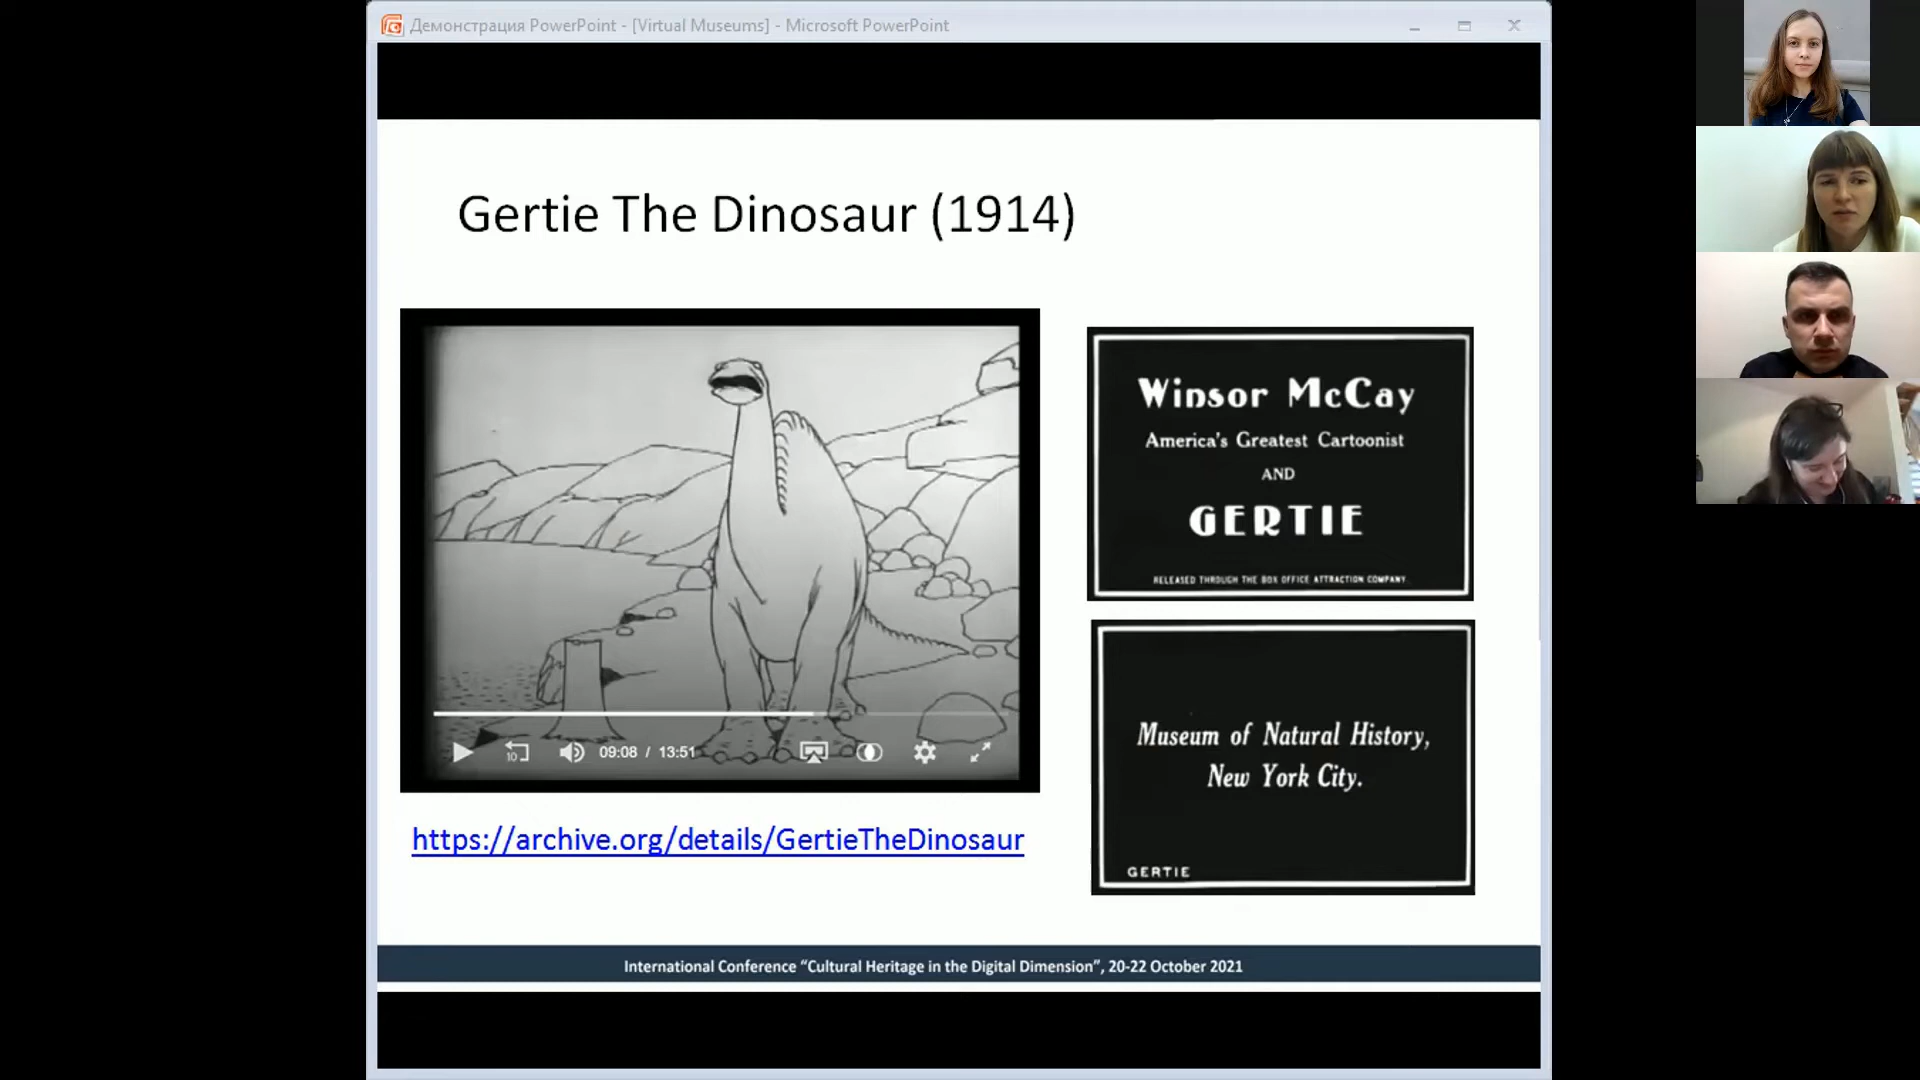 Демонстрация PowerPoint - [Virtual Museums] - Microsoft PowerPoint
Gertie The Dinosaur (1914)
10
09:08 / 13:51
https://archive.org/details/GertieTheDinosaur
Winsor McCay
America's Greatest Cartoonist
AND
GERTIE
RELEASED THROUGH THE BOX OFFICE ATTRACTION COMPANY
Museum of Natural History,
New York City.
GERTIE
International Conference “Cultural Heritage in the Digital Dimension”, 20-22 October 2021